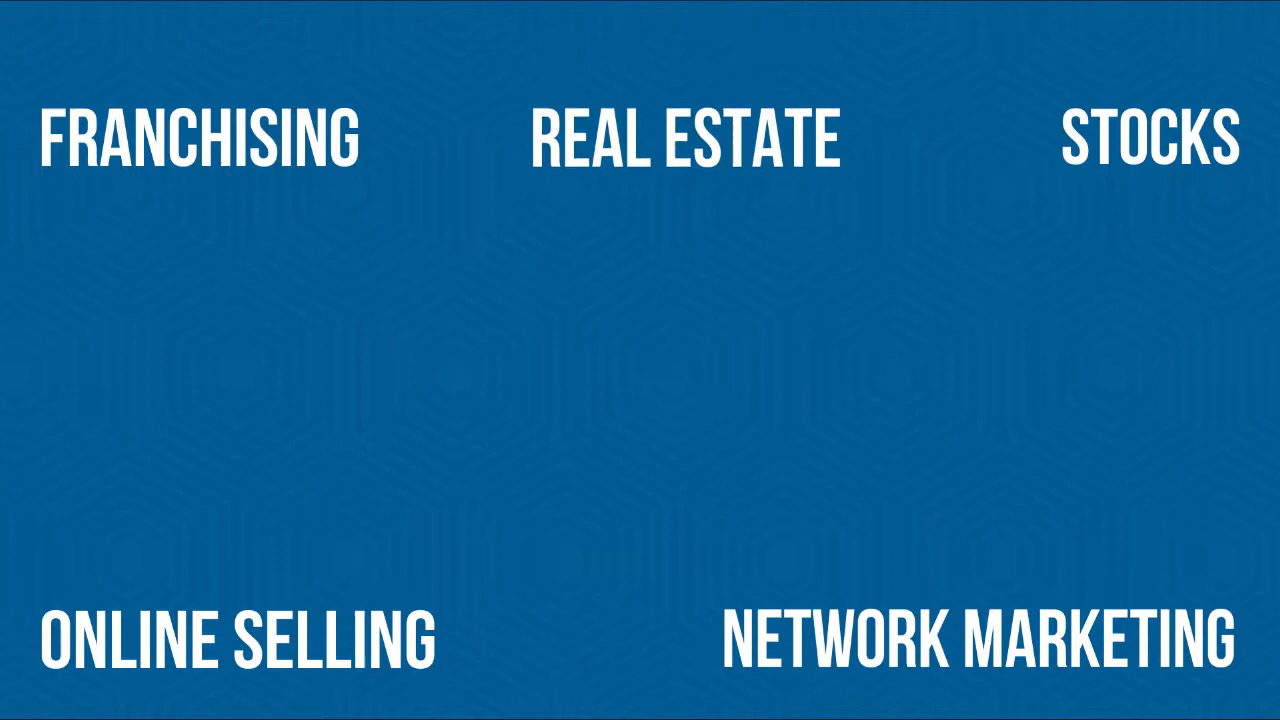 FRANCHISING
REAL ESTATE
STOCKS
ONLINE SELLING
NETWORK MARKETING